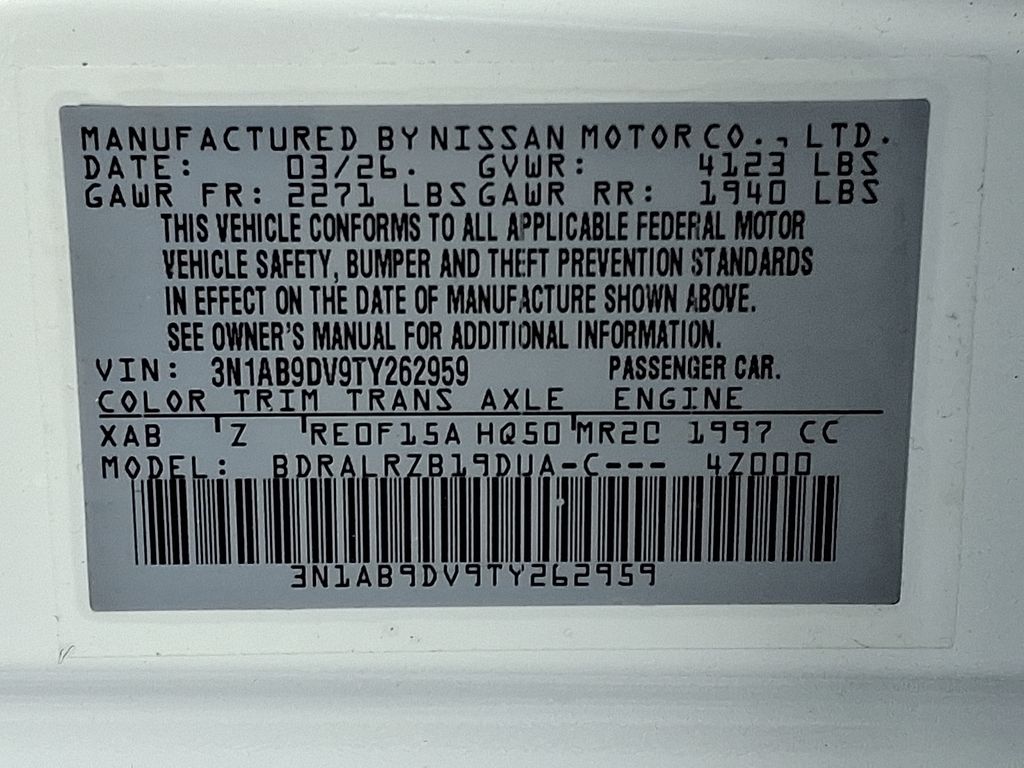 MANUFACTURED BY NISSAN MOTOR CO., LTD.
DATE: 03/26. GVWR: 4123 LBS
GAWR FR: 2271 LBS GAWR RR: 1940 LBS
THIS VEHICLE CONFORMS TO ALL APPLICABLE FEDERAL MOTOR
VEHICLE SAFETY, BUMPER AND THEFT PREVENTION STANDARDS
IN EFFECT ON THE DATE OF MANUFACTURE SHOWN ABOVE.
SEE OWNER'S MANUAL FOR ADDITIONAL INFORMATION.
VIN: 3N1AB9DV9TY262959 PASSENGER CAR.
COLOR TRIM TRANS AXLE ENGINE
XAB Z RE0F15A HQ50 MR20 1997 CC
MODEL: BDRALRZB19DUA-C--- 4Z000
3N1AB9DV9TY262959